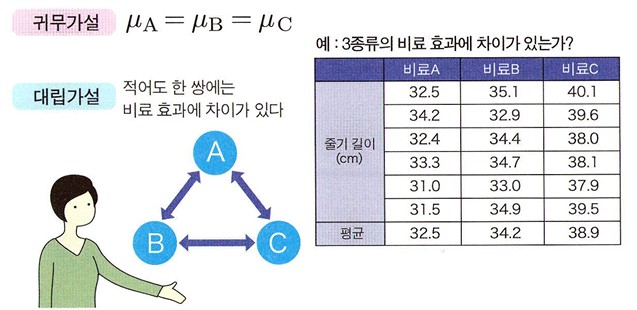 귀무가설 μA = μB = μC
대립가설 적어도 한 쌍에는
비료 효과에 차이가 있다
A
B C
예 : 3종류의 비료 효과에 차이가 있는가?
비료A 비료B 비료C
줄기 길이
(cm)
32.5 35.1 40.1
34.2 32.9 39.6
32.4 34.4 38.0
33.3 34.7 38.1
31.0 33.0 37.9
31.5 34.9 39.5
평균 32.5 34.2 38.9